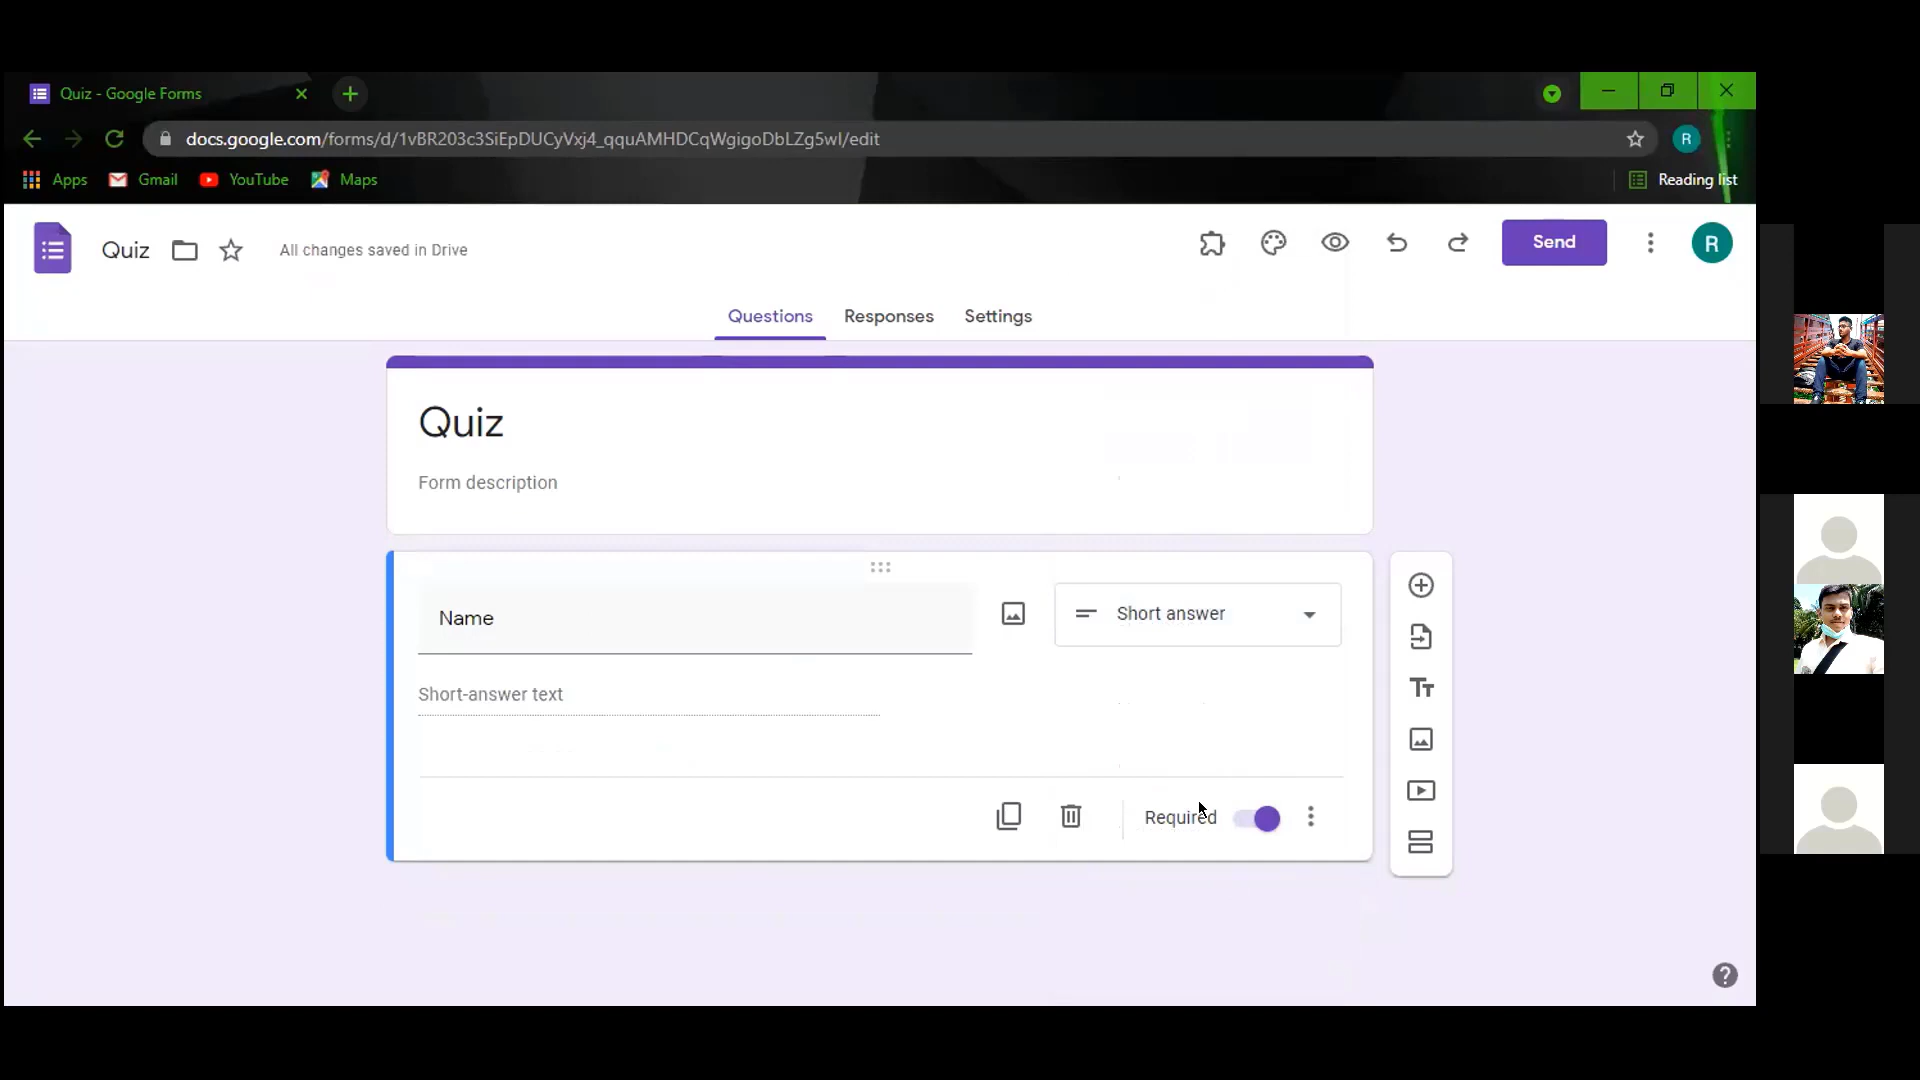 Quiz - Google Forms
docs.google.com/forms/d/1vBR203c3SiEpDUCyVxj4_qquAMHDCqWgigoDbLZg5wI/edit
R
Apps Gmail YouTube Maps Reading list
Quiz All changes saved in Drive Send R
Questions Responses Settings
Quiz
Form description
Name Short answer
Short-answer text
Required